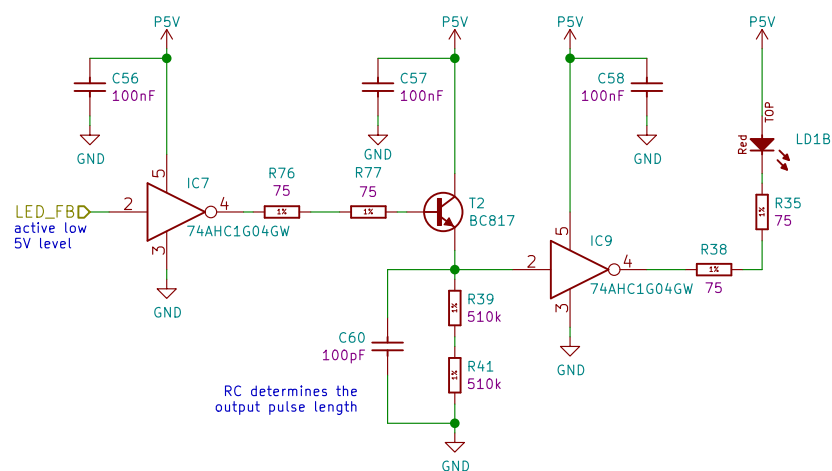 P5V
P5V
P5V
P5V
C56
100nF
GND
C57
100nF
GND
C58
100nF
GND
TOP
Red
LD1B
5
IC7
2
4
3
74AHC1G04GW
GND
LED_FB
active low
5V level
R76
75
1%
R77
75
1%
T2
BC817
5
IC9
2
4
3
74AHC1G04GW
GND
R38
75
1%
R35
75
1%
R39
510k
1%
C60
100pF
R41
510k
1%
RC determines the
output pulse length
GND